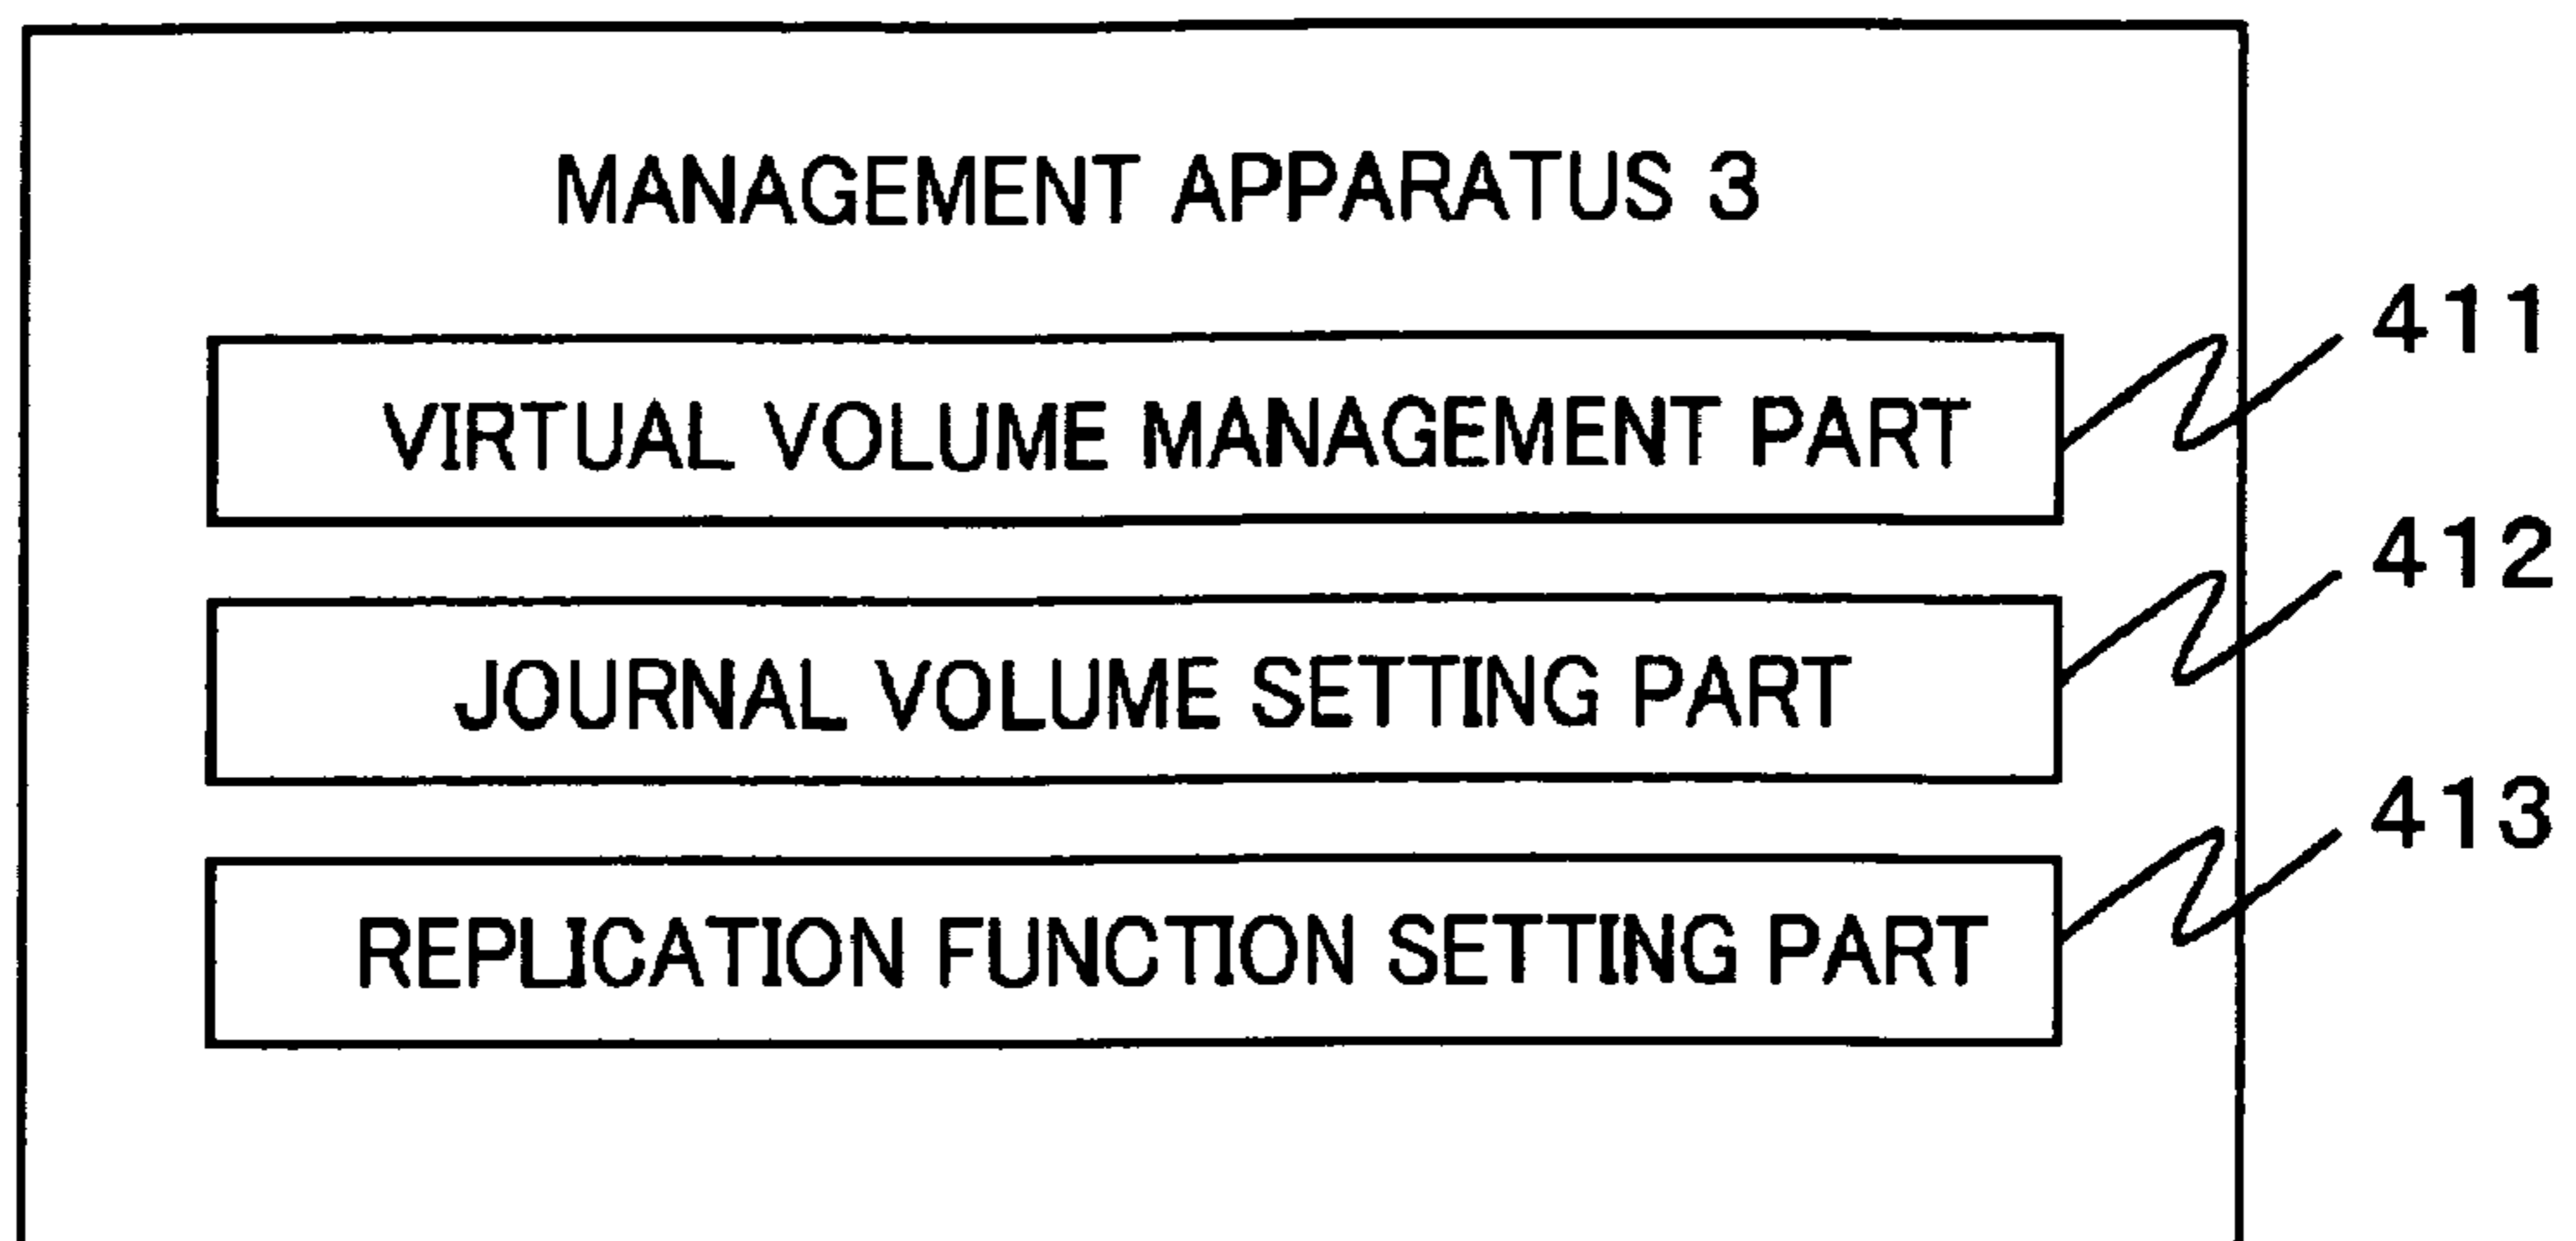 MANAGEMENT APPARATUS 3
411
VIRTUAL VOLUME MANAGEMENT PART
412
JOURNAL VOLUME SETTING PART
413
REPLICATION FUNCTION SETTING PART